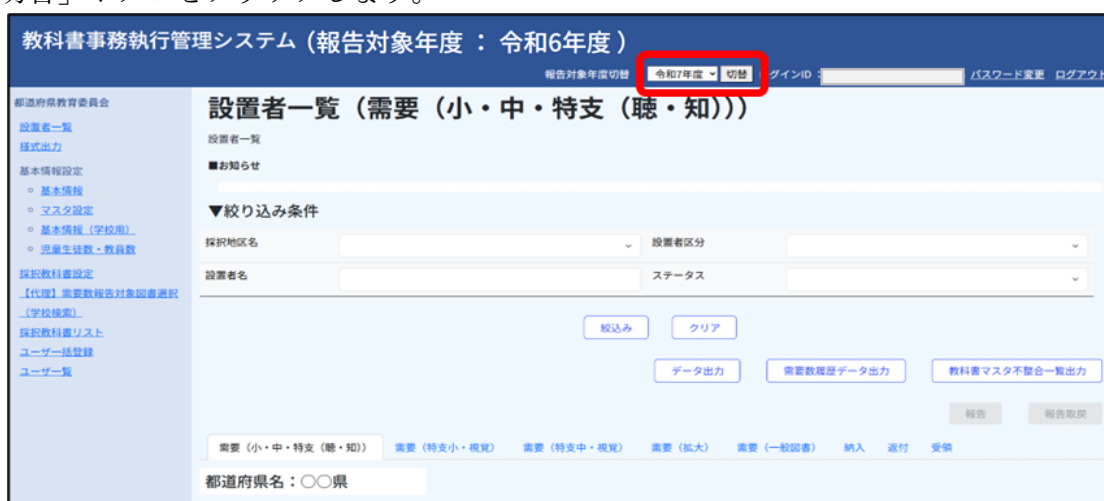 教科書事務執行管理システム（報告対象年度 ： 令和6年度）
報告対象年度切替 令和7年度 切替 グインID： パスワード変更 ログアウト
都道府県教育委員会
設置者一覧
様式出力
基本情報設定
基本情報
マスタ設定
基本情報（学校用）
児童生徒数・教員数
採択教科書設定
【代理】需要数報告対象図書選択
（学校検索）
採択教科書リスト
ユーザ一括登録
ユーザ一覧
設置者一覧（需要（小・中・特支（聴・知）））
設置者一覧
■お知らせ
▼絞り込み条件
採択地区名 設置者区分
設置者名 ステータス
絞込み クリア
データ出力 需要数履歴データ出力 教科書マスタ不整合一覧出力
報告 報告取戻
需要（小・中・特支（聴・知）） 需要（特支小・視覚） 需要（特支中・視覚） 需要（拡大） 需要（一般図書） 納入 返付 受領
都道府県名：○○県